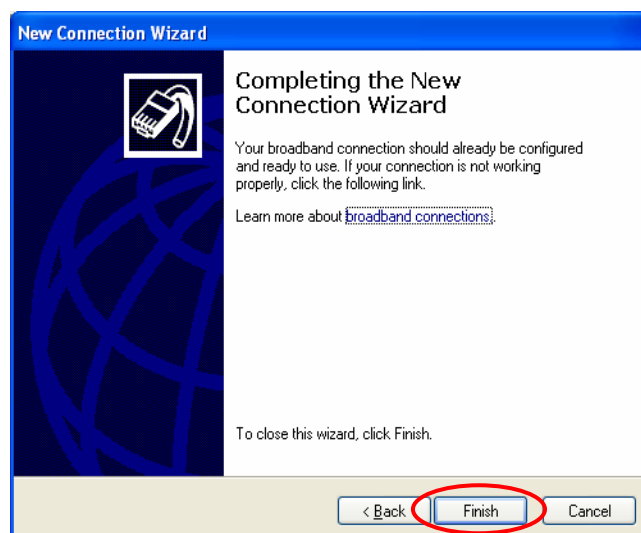 New Connection Wizard
Completing the New
Connection Wizard
Your broadband connection should already be configured
and ready to use. If your connection is not working
properly, click the following link.
Learn more about broadband connections.
To close this wizard, click Finish.
< Back Finish Cancel